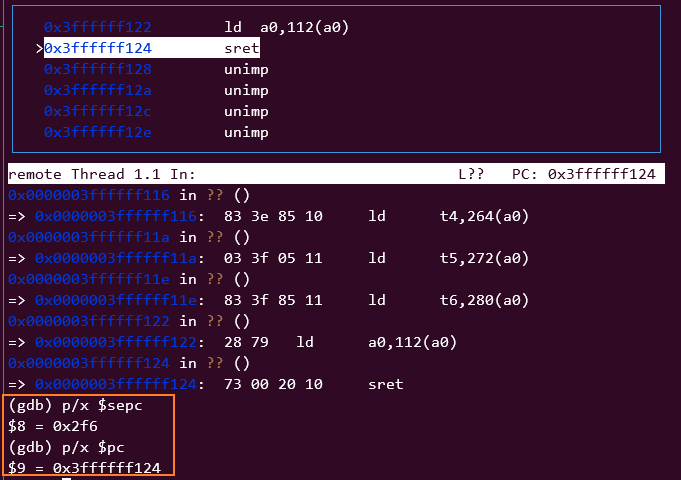 0x3ffffff122 ld a0,112(a0)
>0x3ffffff124 sret
0x3ffffff128 unimp
0x3ffffff12a unimp
0x3ffffff12c unimp
0x3ffffff12e unimp
remote Thread 1.1 In: L?? PC: 0x3ffffff124
0x0000003ffffff116 in ?? ()
=> 0x0000003ffffff116: 83 3e 85 10 ld t4,264(a0)
0x0000003ffffff11a in ?? ()
=> 0x0000003ffffff11a: 03 3f 05 11 ld t5,272(a0)
0x0000003ffffff11e in ?? ()
=> 0x0000003ffffff11e: 83 3f 85 11 ld t6,280(a0)
0x0000003ffffff122 in ?? ()
=> 0x0000003ffffff122: 28 79 ld a0,112(a0)
0x0000003ffffff124 in ?? ()
=> 0x0000003ffffff124: 73 00 20 10 sret
(gdb) p/x $sepc
$8 = 0x2f6
(gdb) p/x $pc
$9 = 0x3ffffff124